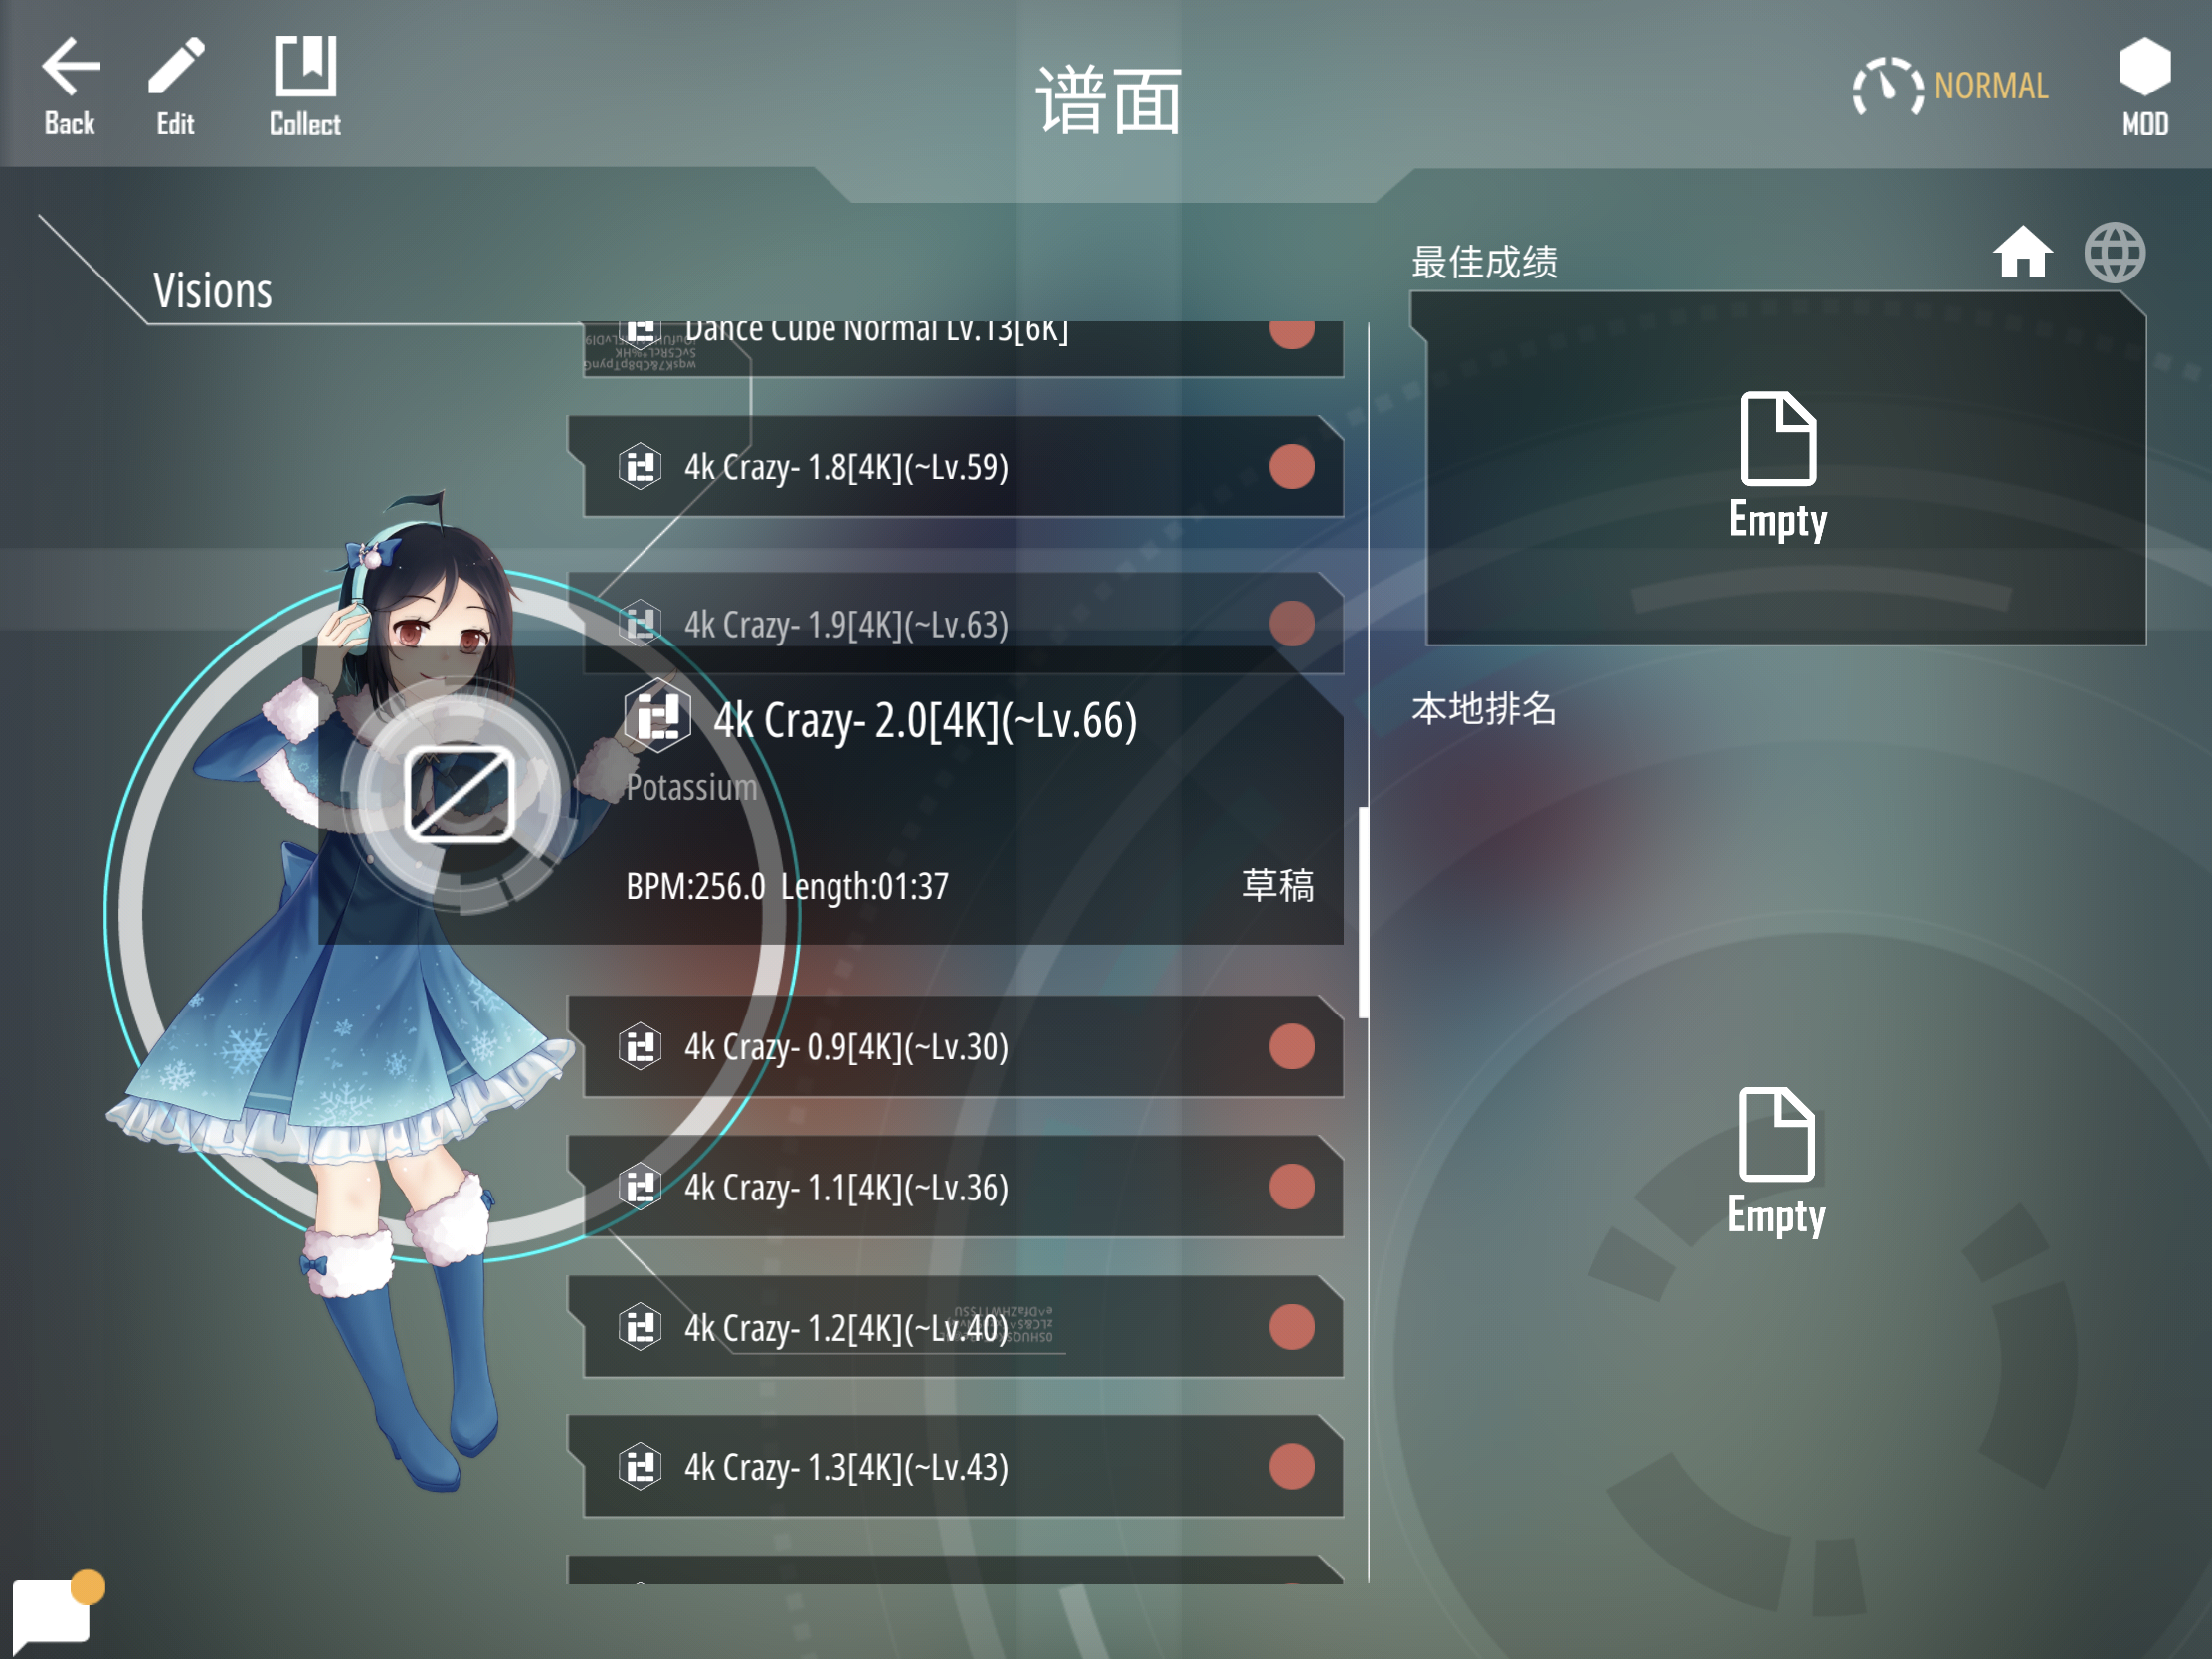 Back
Edit
Collect
谱面
NORMAL
MOD
Visions
最佳成绩
Dance Cube Normal Lv.13[6K]
4k Crazy- 1.8[4K](~Lv.59)
Empty
4k Crazy- 1.9[4K](~Lv.63)
4k Crazy- 2.0[4K](~Lv.66)
Potassium
BPM:256.0 Length:01:37
草稿
本地排名
4k Crazy- 0.9[4K](~Lv.30)
4k Crazy- 1.1[4K](~Lv.36)
Empty
4k Crazy- 1.2[4K](~Lv.40)
4k Crazy- 1.3[4K](~Lv.43)